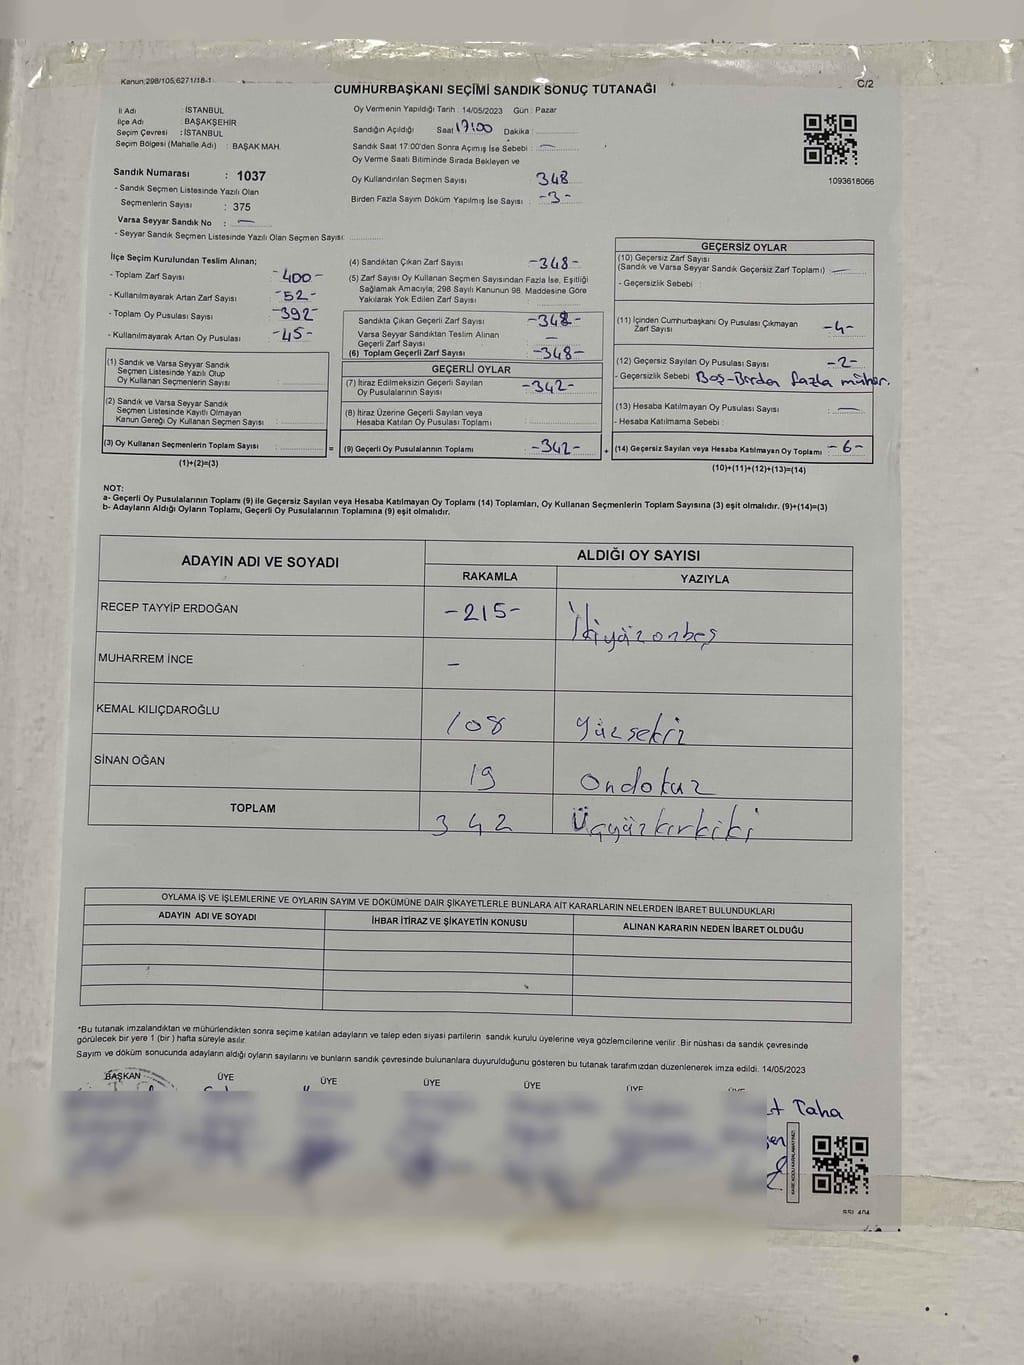 Kanun:298/105,6271/18-1
C/2
CUMHURBAŞKANI SEÇİMİ SANDIK SONUÇ TUTANAĞI
İl Adı : İSTANBUL
İlçe Adı : BAŞAKŞEHİR
Seçim Çevresi : İSTANBUL
Seçim Bölgesi (Mahalle Adı) : BAŞAK MAH.
Oy Vermenin Yapıldığı Tarih : 14/05/2023 Gün : Pazar
Sandığın Açıldığı Saat 17:00 Dakika :
Sandık Saat 17:00'den Sonra Açımış İse Sebebi : —
Oy Verme Saati Bitiminde Sırada Bekleyen ve
Oy Kullandırılan Seçmen Sayısı 348
Birden Fazla Sayım Döküm Yapılmış İse Sayısı : -3-
1093618066
Sandık Numarası : 1037
- Sandık Seçmen Listesinde Yazılı Olan
Seçmenlerin Sayısı : 375
Varsa Seyyar Sandık No : —
- Seyyar Sandık Seçmen Listesinde Yazılı Olan Seçmen Sayısı:
İlçe Seçim Kurulundan Teslim Alınan;
- Toplam Zarf Sayısı -400-
- Kullanılmayarak Artan Zarf Sayısı -52-
- Toplam Oy Pusulası Sayısı -392-
- Kullanılmayarak Artan Oy Pusulası -45-
(1) Sandık ve Varsa Seyyar Sandık
Seçmen Listesinde Yazılı Olup
Oy Kullanan Seçmenlerin Sayısı :
(2) Sandık ve Varsa Seyyar Sandık
Seçmen Listesinde Kayıtlı Olmayan
Kanun Gereği Oy Kullanan Seçmen Sayısı :
(3) Oy Kullanan Seçmenlerin Toplam Sayısı :
(1)+(2)=(3)
(4) Sandıktan Çıkan Zarf Sayısı -348-
(5) Zarf Sayısı Oy Kullanan Seçmen Sayısından Fazla İse, Eşitliği
Sağlamak Amacıyla; 298 Sayılı Kanunun 98. Maddesine Göre
Yakılarak Yok Edilen Zarf Sayısı :
Sandıkta Çıkan Geçerli Zarf Sayısı -348-
Varsa Seyyar Sandıktan Teslim Alınan
Geçerli Zarf Sayısı —
(6) Toplam Geçerli Zarf Sayısı -348-
GEÇERLİ OYLAR
(7) İtiraz Edilmeksizin Geçerli Sayılan
Oy Pusulasının Sayısı -342-
(8) İtiraz Üzerine Geçerli Sayılan veya
Hesaba Katılan Oy Pusulası Toplamı
= (9) Geçerli Oy Pusulalarının Toplamı -342- +
GEÇERSİZ OYLAR
(10) Geçersiz Zarf Sayısı
(Sandık ve Varsa Seyyar Sandık Geçersiz Zarf Toplamı) —
- Geçersizlik Sebebi :
(11) İçinden Cumhurbaşkanı Oy Pusulası Çıkmayan
Zarf Sayısı -4-
(12) Geçersiz Sayılan Oy Pusulası Sayısı -2-
- Geçersizlik Sebebi Boş-Birden fazla mühür.
(13) Hesaba Katılmayan Oy Pusulası Sayısı —
- Hesaba Katılmama Sebebi :
(14) Geçersiz Sayılan veya Hesaba Katılmayan Oy Toplamı -6-
(10)+(11)+(12)+(13)=(14)
NOT:
a- Geçerli Oy Pusulalarının Toplamı (9) ile Geçersiz Sayılan veya Hesaba Katılmayan Oy Toplamı (14) Toplamları, Oy Kullanan Seçmenlerin Toplam Sayısına (3) eşit olmalıdır. (9)+(14)=(3)
b- Adayların Aldığı Oyların Toplamı, Geçerli Oy Pusulalarının Toplamına (9) eşit olmalıdır.
ADAYIN ADI VE SOYADI ALDIĞI OY SAYISI
RAKAMLA YAZIYLA
RECEP TAYYİP ERDOĞAN -215- İkiyüzonbeş
MUHARREM İNCE –
KEMAL KILIÇDAROĞLU 108 yüzsekiz
SİNAN OĞAN 19 ondokuz
TOPLAM 342 Üçyüzkırkiki
OYLAMA İŞ VE İŞLEMLERİNE VE OYLARIN SAYIM VE DÖKÜMÜNE DAİR ŞİKAYETLERLE BUNLARA AİT KARARLARIN NELERDEN İBARET BULUNDUKLARI
ADAYIN ADI VE SOYADI İHBAR İTİRAZ VE ŞİKAYETİN KONUSU ALINAN KARARIN NEDEN İBARET OLDUĞU
*Bu tutanak imzalandıktan ve mühürlendikten sonra seçime katılan adayların ve talep eden siyasi partilerin sandık kurulu üyelerine veya gözlemcilerine verilir .Bir nüshası da sandık çevresinde
görülecek bir yere 1 (bir ) hafta süreyle asılır.
Sayım ve döküm sonucunda adayların aldığı oyların sayılarını ve bunların sandık çevresinde bulunanlara duyurulduğunu gösteren bu tutanak tarafımızdan düzenlenerek imza edildi. 14/05/2023
BAŞKAN ÜYE ÜYE ÜYE ÜYE ÜYE ÜYE
Taha